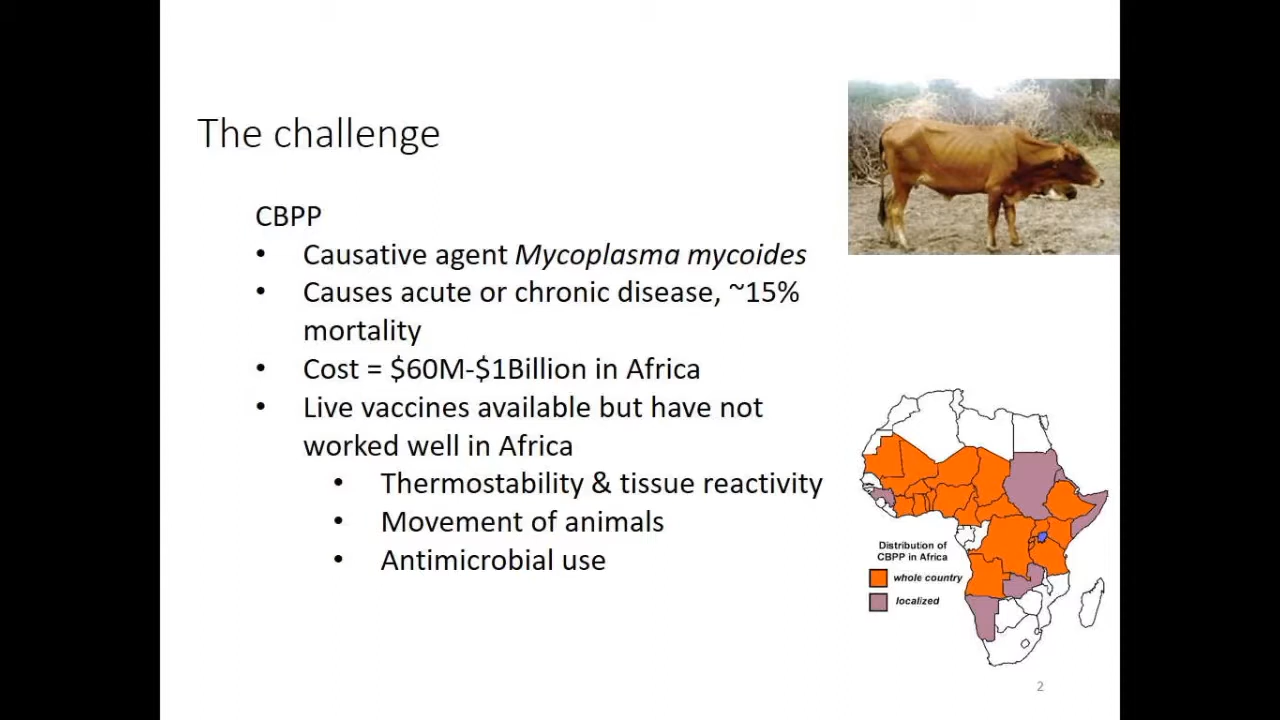 The challenge
CBPP
• Causative agent Mycoplasma mycoides
• Causes acute or chronic disease, ~15%
mortality
• Cost = $60M-$1Billion in Africa
• Live vaccines available but have not
worked well in Africa
• Thermostability & tissue reactivity
• Movement of animals
• Antimicrobial use
Distribution of
CBPP in Africa
whole country
localized
2